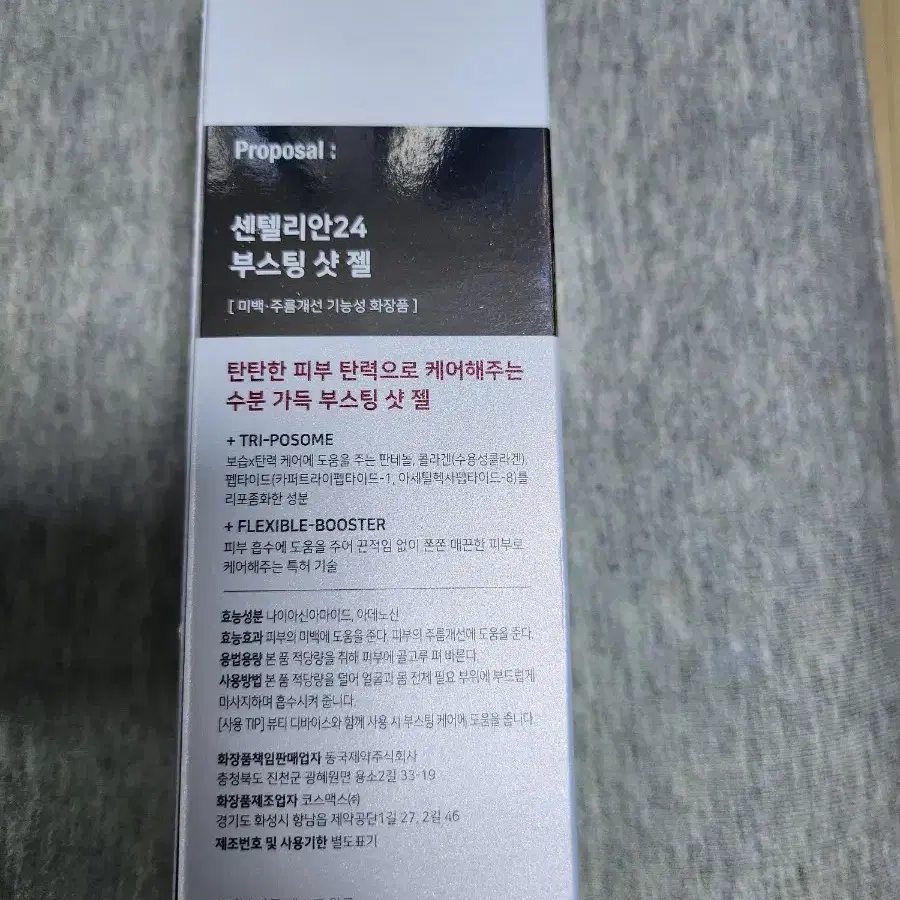 Proposal :
센텔리안24
부스팅 샷 젤
[ 미백·주름개선 기능성 화장품 ]
탄탄한 피부 탄력으로 케어해주는
수분 가득 부스팅 샷 젤
+ TRI-POSOME
보습x탄력 케어에 도움을 주는 판테놀, 콜라겐(수용성콜라겐)
펩타이드(카퍼트라이펩타이드-1, 아세틸헥사펩타이드-8)를
리포좀화한 성분
+ FLEXIBLE-BOOSTER
피부 흡수에 도움을 주어 끈적임 없이 쫀쫀 매끈한 피부로
케어해주는 특허 기술
효능성분 나이아신아마이드, 아데노신
효능효과 피부의 미백에 도움을 준다. 피부의 주름개선에 도움을 준다.
용법용량 본 품 적당량을 취해 피부에 골고루 펴 바른다.
사용방법 본 품 적당량을 덜어 얼굴과 몸 전체 필요 부위에 부드럽게
마사지하며 흡수시켜 줍니다.
[사용 TIP] 뷰티 디바이스와 함께 사용 시 부스팅 케어에 도움을 줍니다.
화장품책임판매업자 동국제약주식회사
충청북도 진천군 광혜원면 용소2길 33-19
화장품제조업자 코스맥스㈜
경기도 화성시 향남읍 제약공단1길 27, 2길 46
제조번호 및 사용기한 별도표기